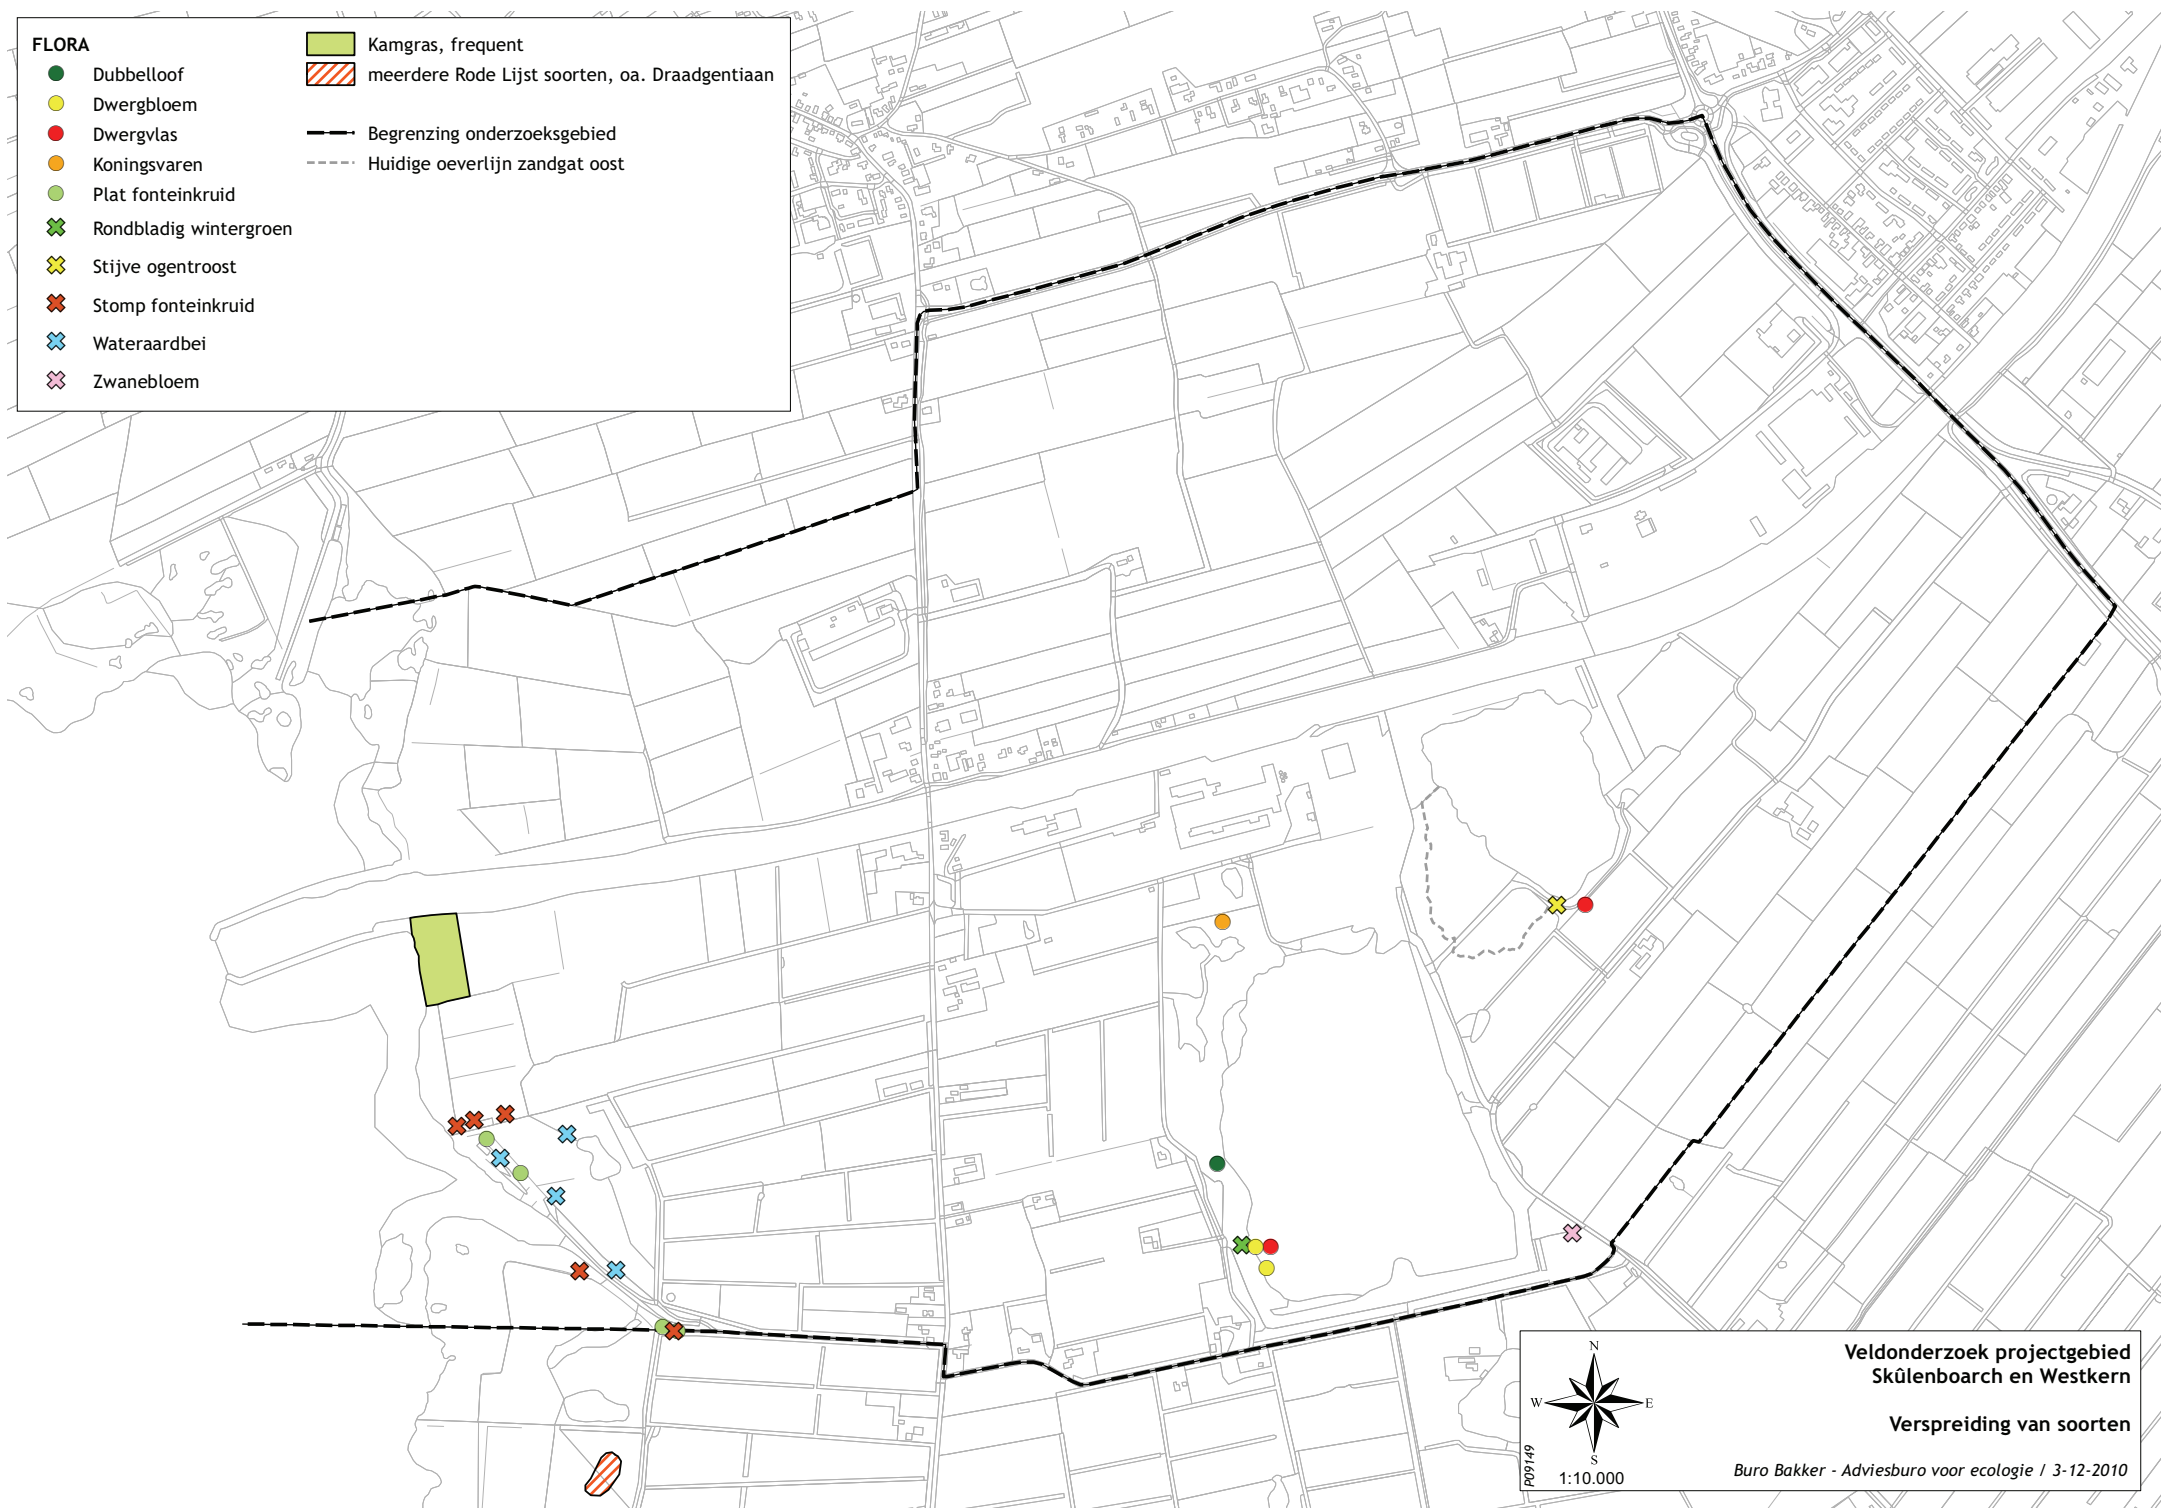 FLORA
Dubbelloof
Dwergbloem
Dwergvlas
Koningsvaren
Plat fonteinkruid
Rondbladig wintergroen
Stijve ogentroost
Stomp fonteinkruid
Wateraardbei
Zwanebloem
Kamgras, frequent
meerdere Rode Lijst soorten, oa. Draadgentiaan
Begrenzing onderzoeksgebied
Huidige oeverlijn zandgat oost
N
W
E
S
1:10.000
P09149
Veldonderzoek projectgebied
Skûlenboarch en Westkern
Verspreiding van soorten
Buro Bakker - Adviesburo voor ecologie / 3-12-2010